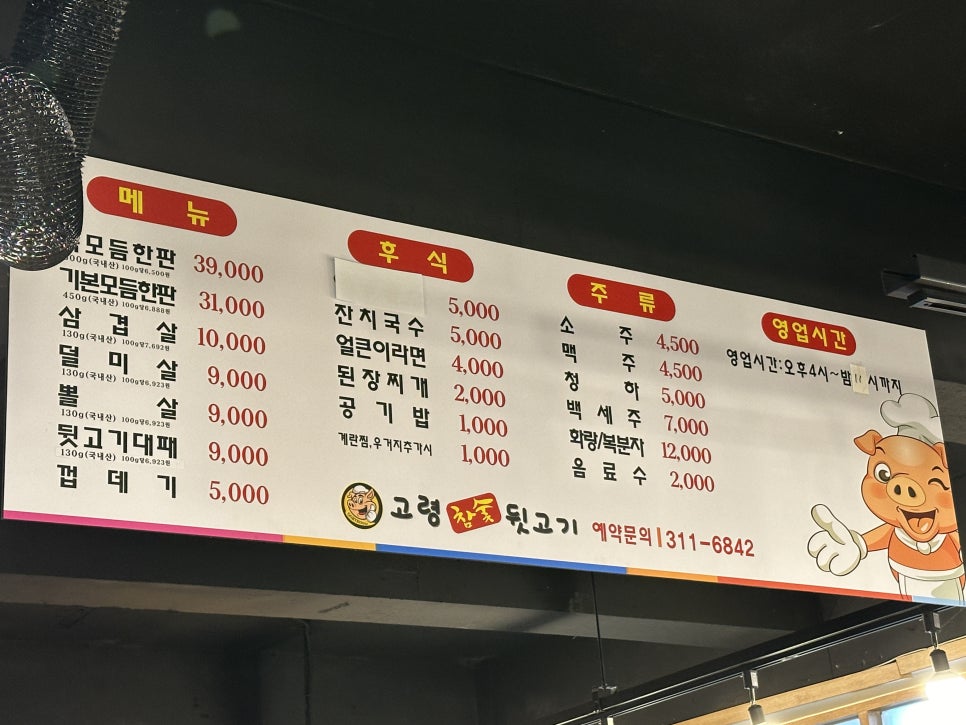 메 뉴
모듬한판 39,000
00g(국내산) 100g당6,500원
기본모듬한판 31,000
450g(국내산) 100g당6,888원
삼 겹 살 10,000
130g(국내산) 100g당7,692원
덜 미 살 9,000
130g(국내산) 100g당6,923원
뽈 살 9,000
130g(국내산) 100g당6,923원
뒷고기대패 9,000
130g(국내산) 100g당6,923원
껍 데 기 5,000
후 식
5,000
잔치국수 5,000
얼큰이라면 4,000
된장찌개 2,000
공 기 밥 1,000
계란찜,우거지추가시 1,000
주 류
소 주 4,500
맥 주 4,500
청 하 5,000
백 세 주 7,000
화랑/복분자 12,000
음 료 수 2,000
영업시간
영업시간:오후4시~밤 시까지
고령 참숯 뒷고기 예약문의 | 311-6842